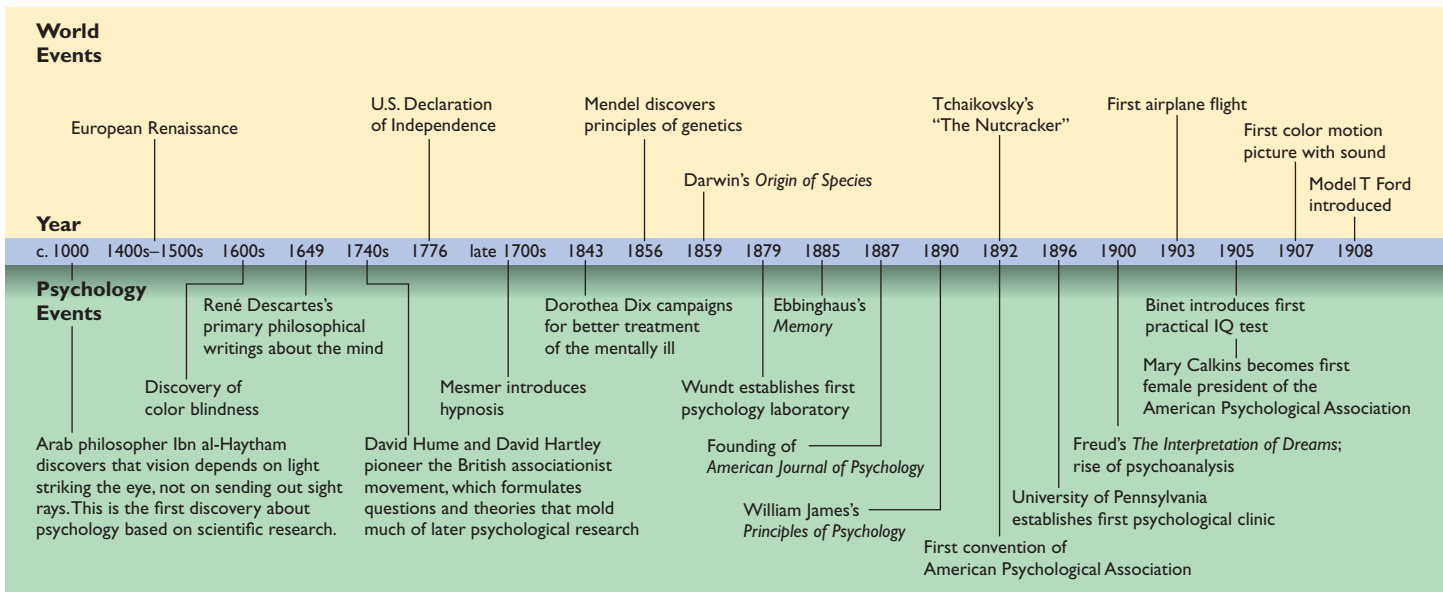 World
Events
European Renaissance
U.S. Declaration
of Independence
Mendel discovers
principles of genetics
Darwin’s Origin of Species
Tchaikovsky’s
“The Nutcracker”
First airplane flight
First color motion
picture with sound
Model T Ford
introduced
Year
c. 1000 1400s–1500s 1600s 1649 1740s 1776 late 1700s 1843 1856 1859 1879 1885 1887 1890 1892 1896 1900 1903 1905 1907 1908
Psychology
Events
Arab philosopher Ibn al-Haytham
discovers that vision depends on light
striking the eye, not on sending out sight
rays. This is the first discovery about
psychology based on scientific research.
Discovery of
color blindness
René Descartes’s
primary philosophical
writings about the mind
David Hume and David Hartley
pioneer the British associationist
movement, which formulates
questions and theories that mold
much of later psychological research
Mesmer introduces
hypnosis
Dorothea Dix campaigns
for better treatment
of the mentally ill
Wundt establishes first
psychology laboratory
Ebbinghaus’s
Memory
Founding of
American Journal of Psychology
William James’s
Principles of Psychology
First convention of
American Psychological Association
University of Pennsylvania
establishes first psychological clinic
Freud’s The Interpretation of Dreams;
rise of psychoanalysis
Binet introduces first
practical IQ test
Mary Calkins becomes first
female president of the
American Psychological Association